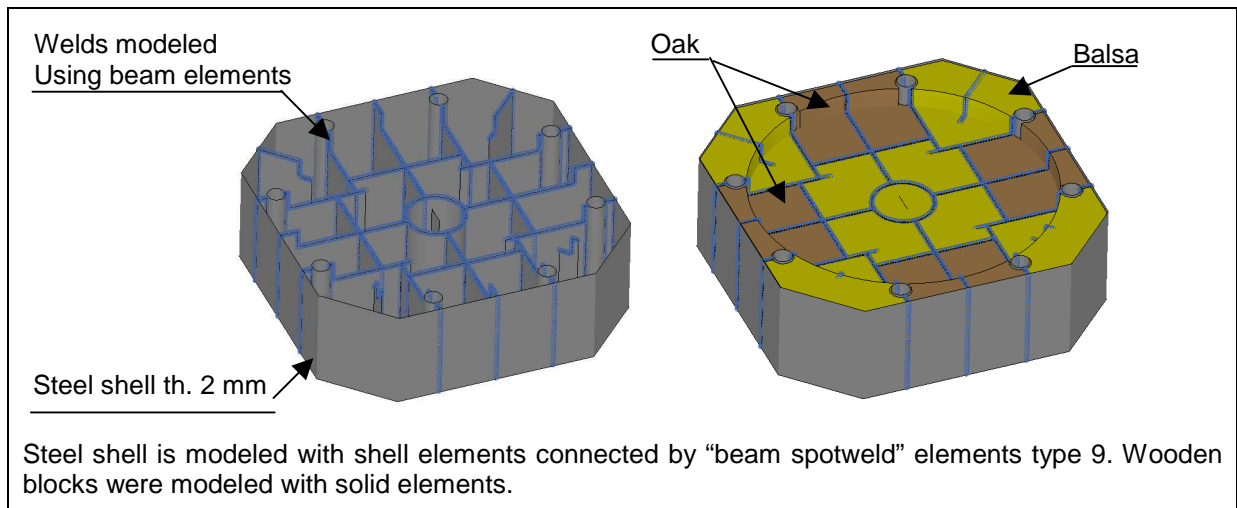 Welds modeled
Using beam elements
Oak
Balsa
Steel shell th. 2 mm
Steel shell is modeled with shell elements connected by “beam spotweld” elements type 9. Wooden
blocks were modeled with solid elements.